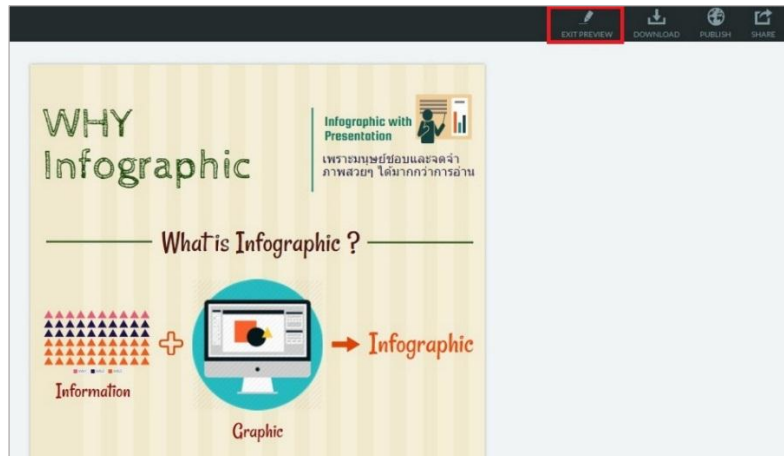 EXIT PREVIEW
DOWNLOAD
PUBLISH
SHARE
WHY
Infographic
Infographic with
Presentation
เพราะมนุษย์ชอบและจดจำ
ภาพสวยๆ ได้มากกว่าการอ่าน
What is Infographic ?
Infographic
Information
Graphic